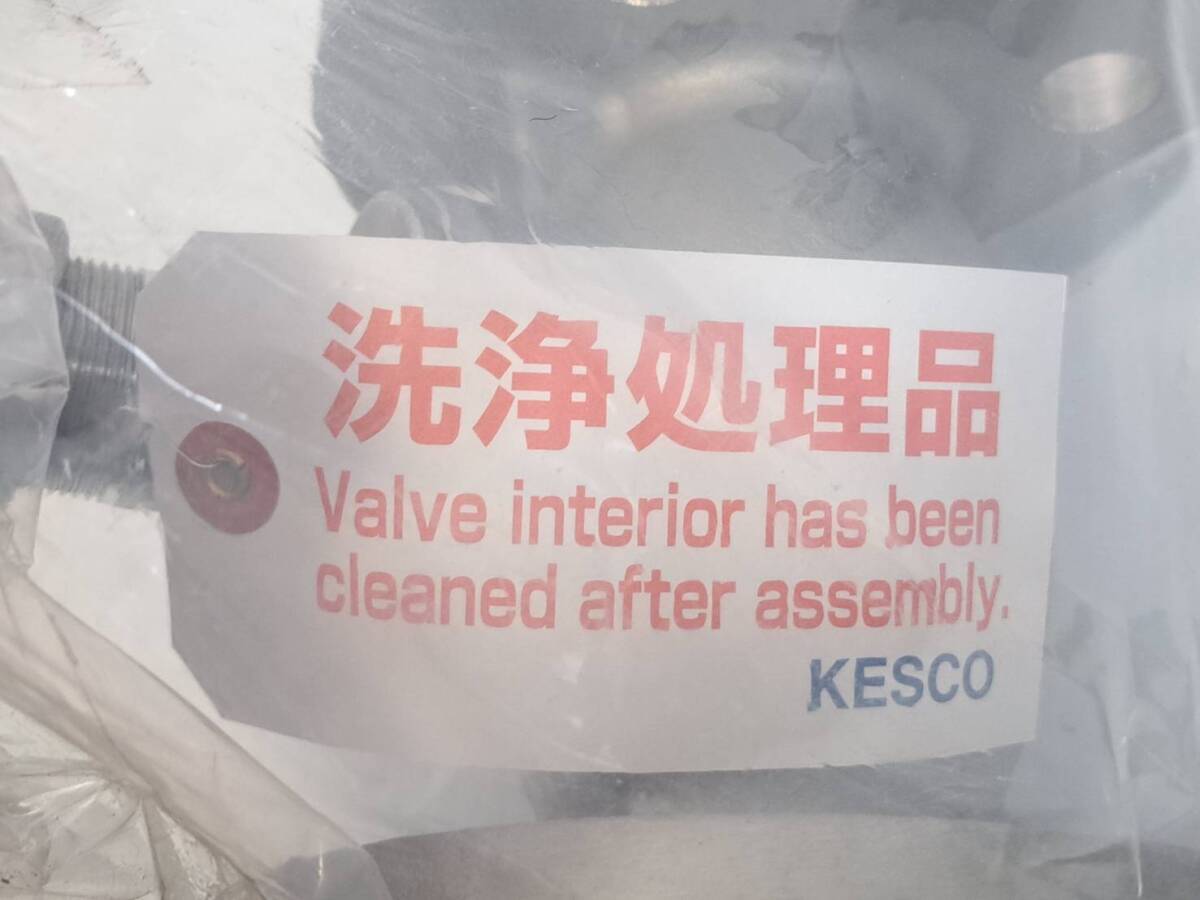 洗浄処理品
Valve interior has been
cleaned after assembly.
KESCO